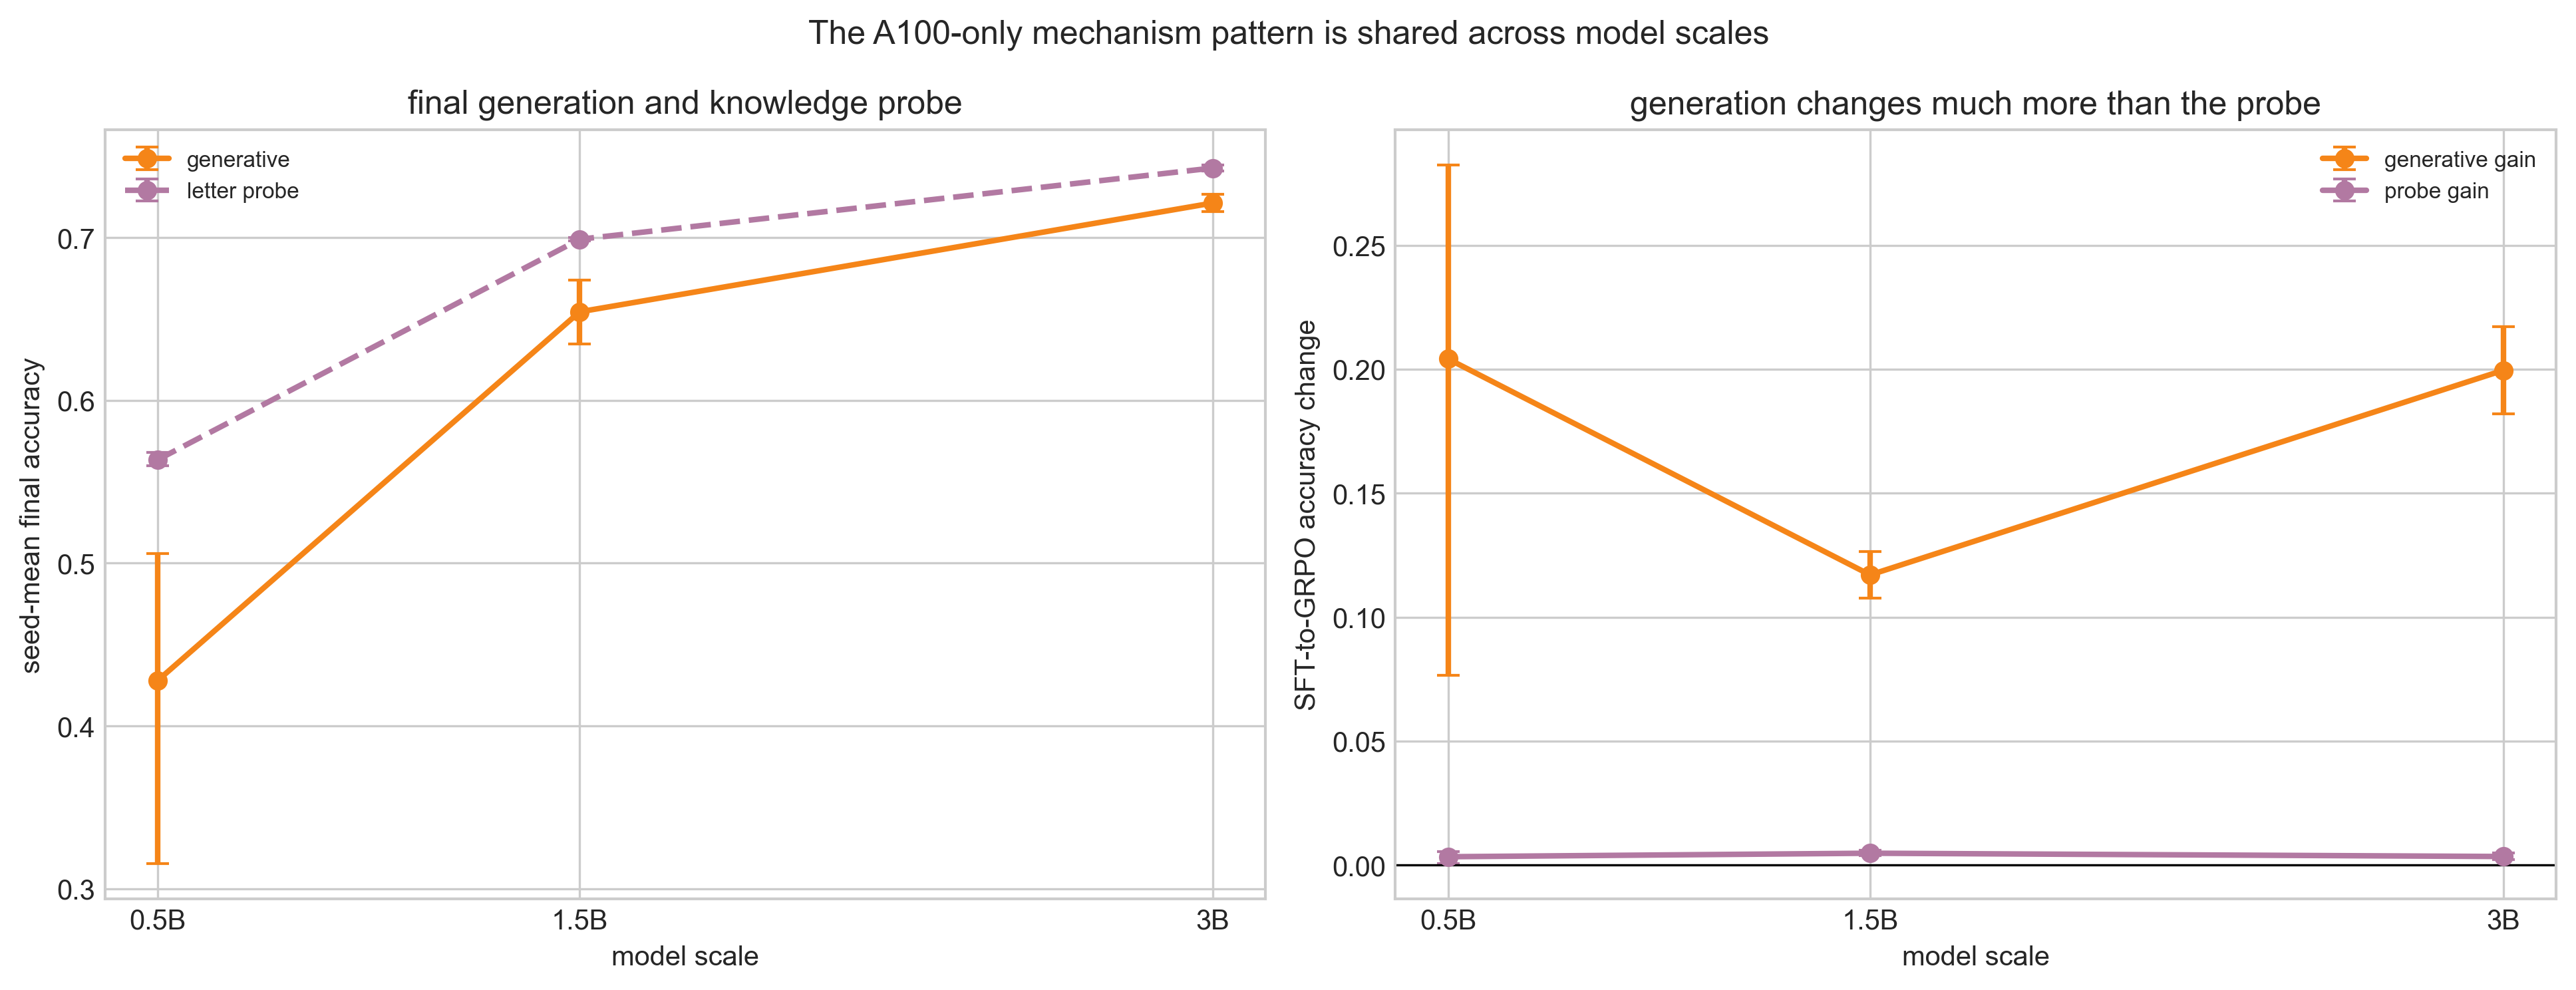 The A100-only mechanism pattern is shared across model scales
final generation and knowledge probe
generative
letter probe
seed-mean final accuracy
0.7
0.6
0.5
0.4
0.3
0.5B
1.5B
3B
model scale
generation changes much more than the probe
generative gain
probe gain
SFT-to-GRPO accuracy change
0.25
0.20
0.15
0.10
0.05
0.00
0.5B
1.5B
3B
model scale